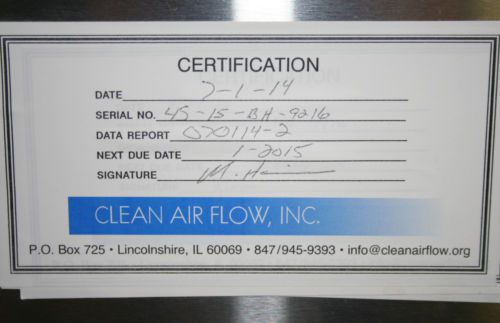 CERTIFICATION
DATE 7-1-14
SERIAL NO. 45-15-BH-9216
DATA REPORT 070114-2
NEXT DUE DATE 1-2015
SIGNATURE M.
CLEAN AIR FLOW, INC.
P.O. Box 725 • Lincolnshire, IL 60069 • 847/945-9393 • info@cleanairflow.org